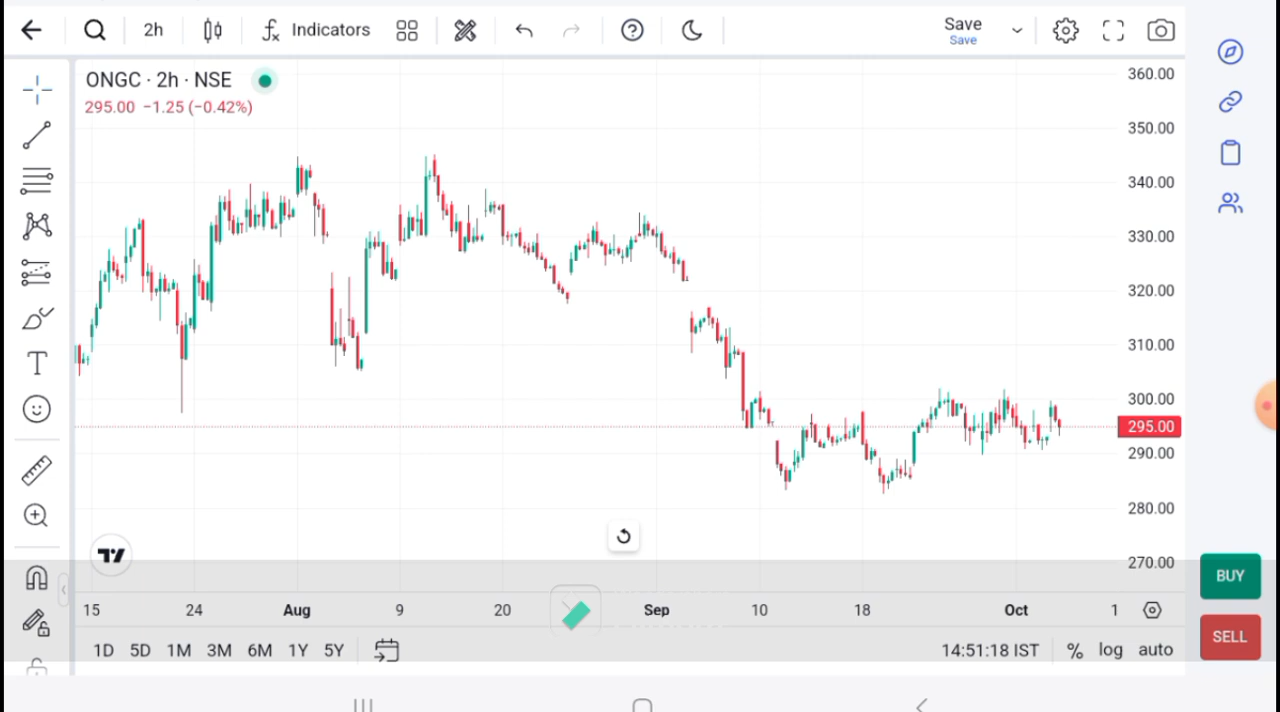 2h
Indicators
Save
Save
ONGC · 2h · NSE
295.00 −1.25 (−0.42%)
360.00
350.00
340.00
330.00
320.00
310.00
300.00
295.00
290.00
280.00
270.00
BUY
SELL
15 24 Aug 9 20 Sep 10 18 Oct 1
1D 5D 1M 3M 6M 1Y 5Y
14:51:18 IST % log auto